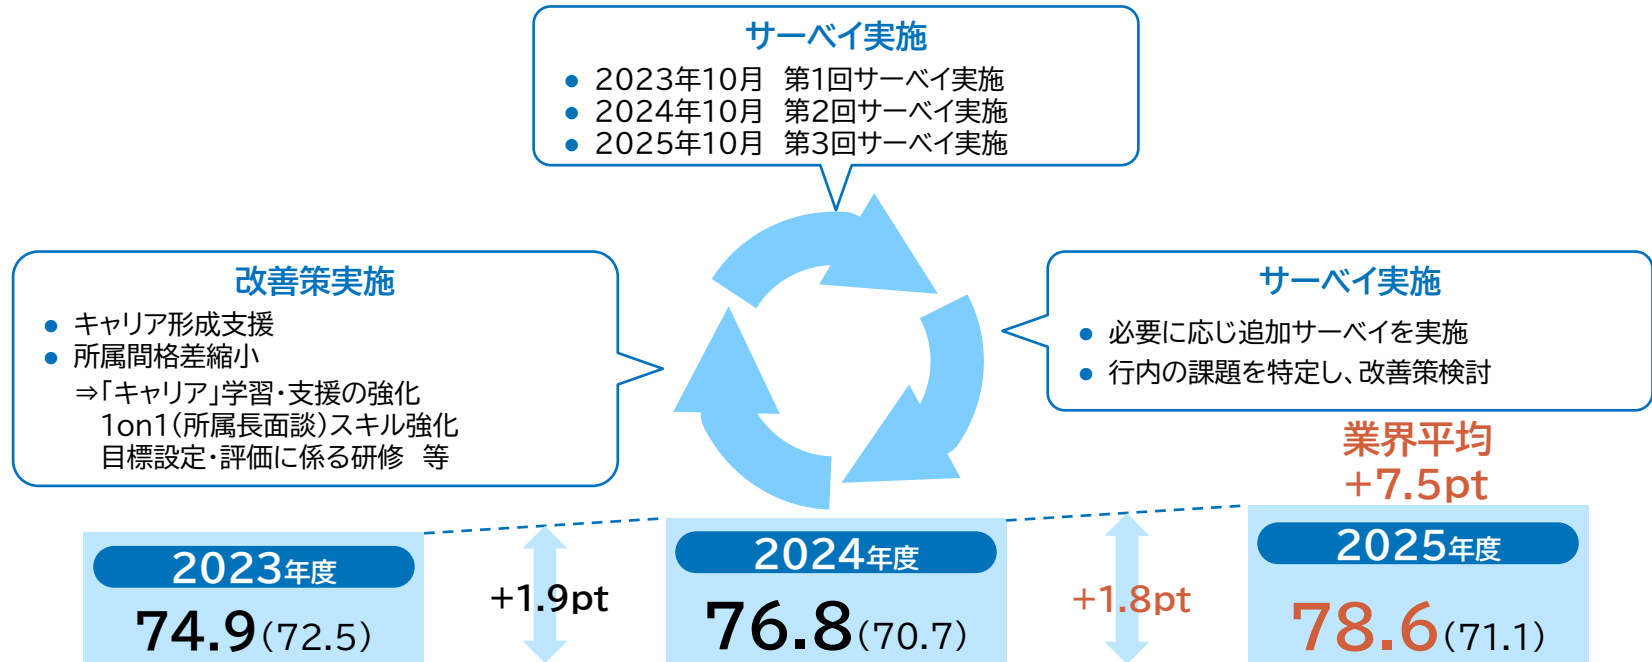 サーベイ実施
● 2023年10月　第1回サーベイ実施
● 2024年10月　第2回サーベイ実施
● 2025年10月　第3回サーベイ実施
改善策実施
● キャリア形成支援
● 所属間格差縮小
⇒「キャリア」学習・支援の強化
1on1（所属長面談）スキル強化
目標設定・評価に係る研修　等
サーベイ実施
● 必要に応じ追加サーベイを実施
● 行内の課題を特定し、改善策検討
業界平均
+7.5pt
2023年度
74.9(72.5)
+1.9pt
2024年度
76.8(70.7)
+1.8pt
2025年度
78.6(71.1)